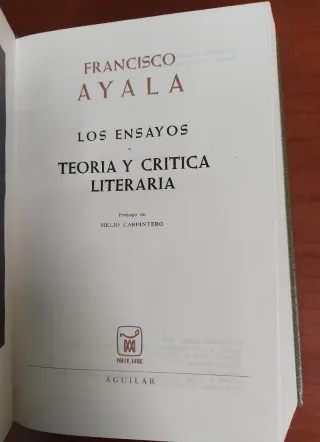 FRANCISCO
AYALA
LOS ENSAYOS
TEORIA Y CRITICA
LITERARIA
Prólogo de
HELIO CARPINTERO
AGUILAR